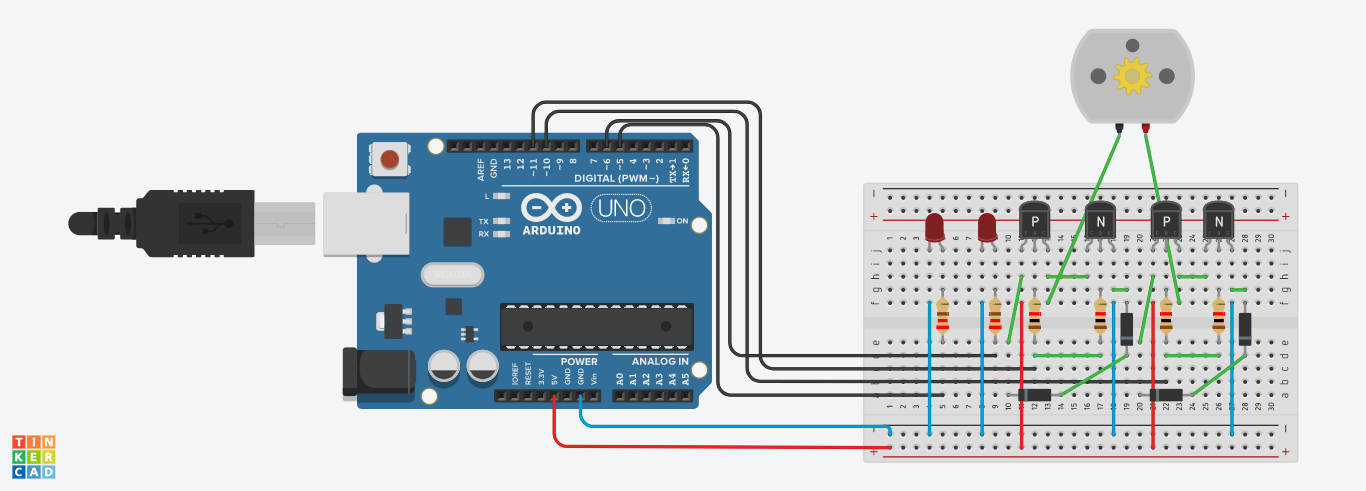 AREF
GND
13
12
~11
~10
~9
8
7
~6
~5
4
~3
2
TX→1
RX←0
DIGITAL (PWM~)
L
TX
RX
ARDUINO
UNO
ON
POWER
ANALOG IN
IOREF
RESET
3.3V
5V
GND
GND
Vin
A0
A1
A2
A3
A4
A5
P
N
P
N
TIN
KER
CAD